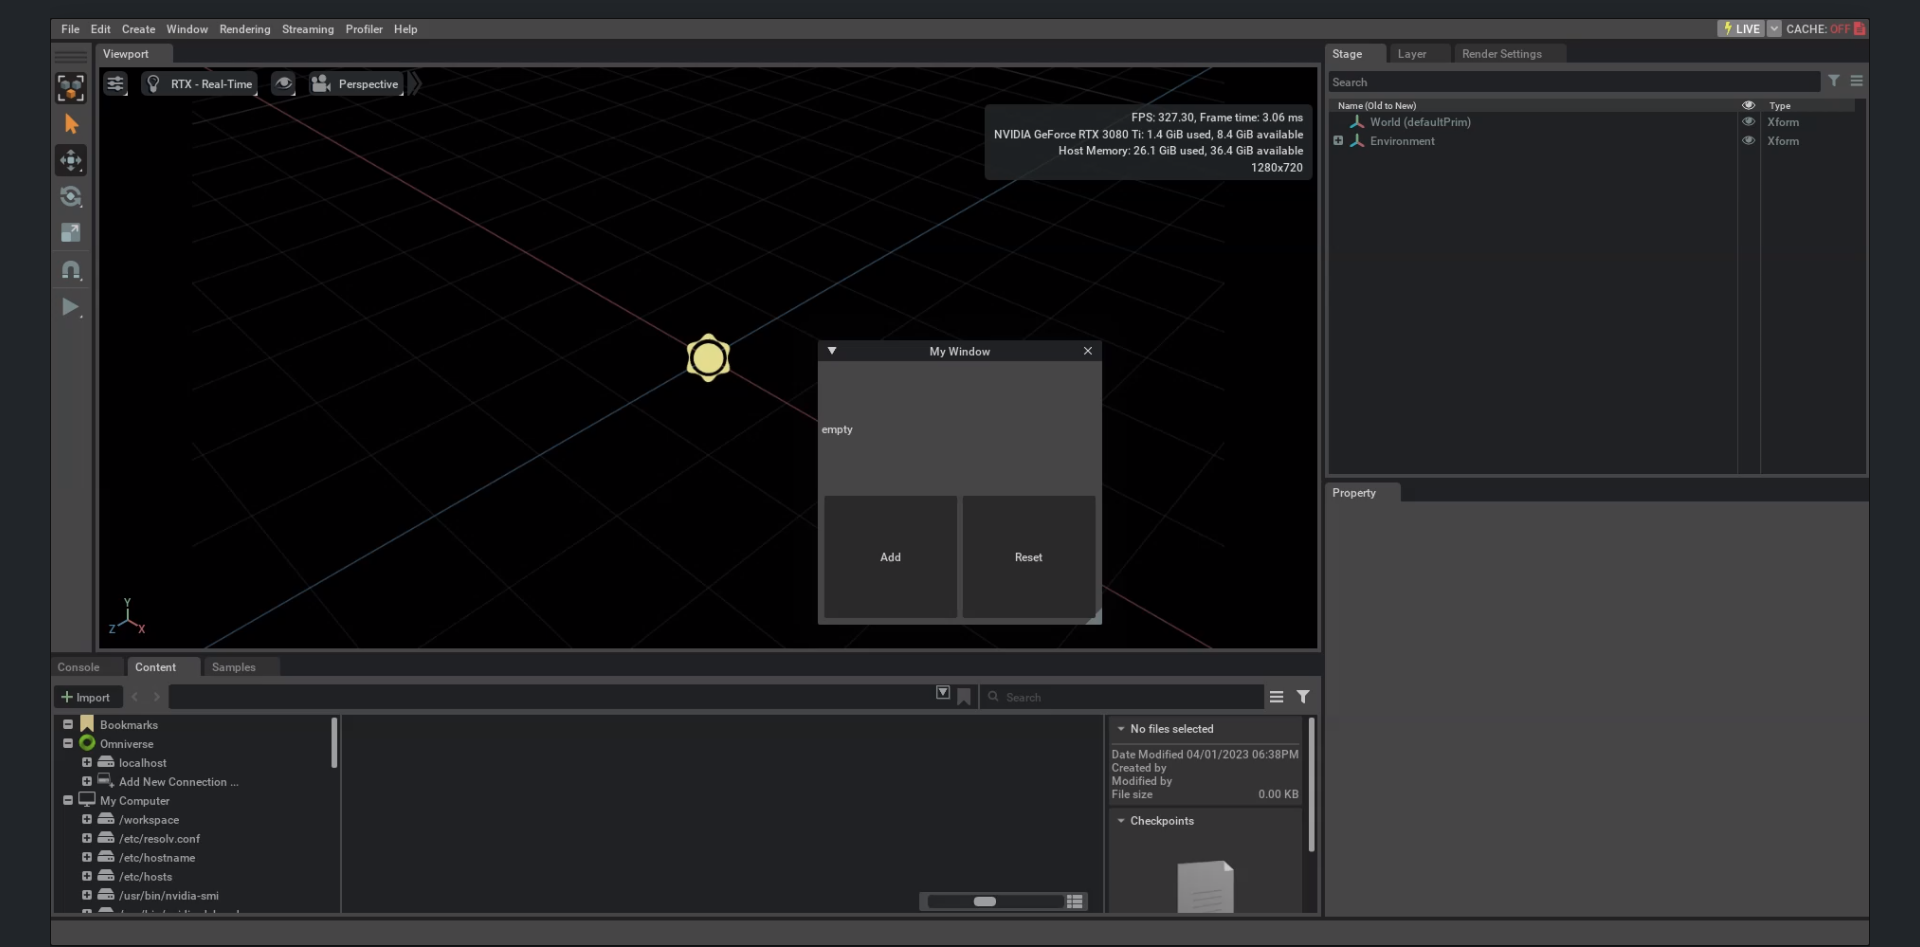 File Edit Create Window Rendering Streaming Profiler Help
LIVE CACHE: OFF
Viewport
RTX - Real-Time
Perspective
FPS: 327.30, Frame time: 3.06 ms
NVIDIA GeForce RTX 3080 Ti: 1.4 GiB used, 8.4 GiB available
Host Memory: 26.1 GiB used, 36.4 GiB available
1280x720
Y
Z X
My Window
empty
Add Reset
Stage Layer Render Settings
Search
Name (Old to New) Type
World (defaultPrim) Xform
Environment Xform
Property
Console Content Samples
Import
Search
Bookmarks
Omniverse
localhost
Add New Connection ...
My Computer
/workspace
/etc/resolv.conf
/etc/hostname
/etc/hosts
/usr/bin/nvidia-smi
No files selected
Date Modified 04/01/2023 06:38PM
Created by
Modified by
File size 0.00 KB
Checkpoints